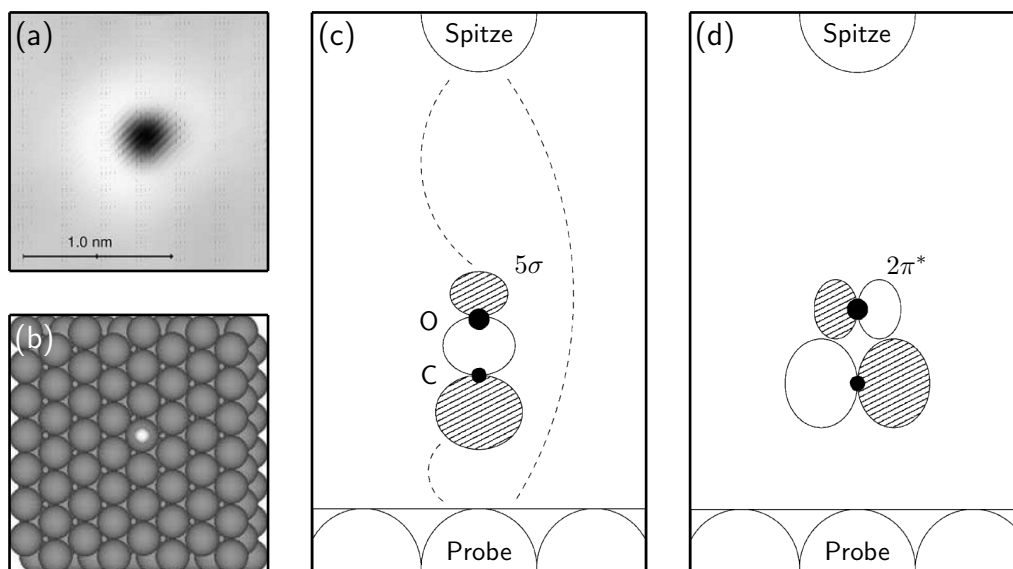 (a)
1.0 nm
(b)
(c)
Spitze
5σ
O
C
Probe
(d)
Spitze
2π*
Probe